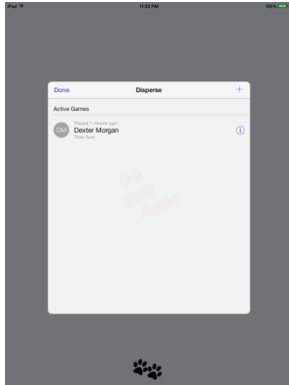 iPad 11:03 PM 100%
Done Disperse +
Active Games
Played 1 minute ago
DM Dexter Morgan
Their Turn